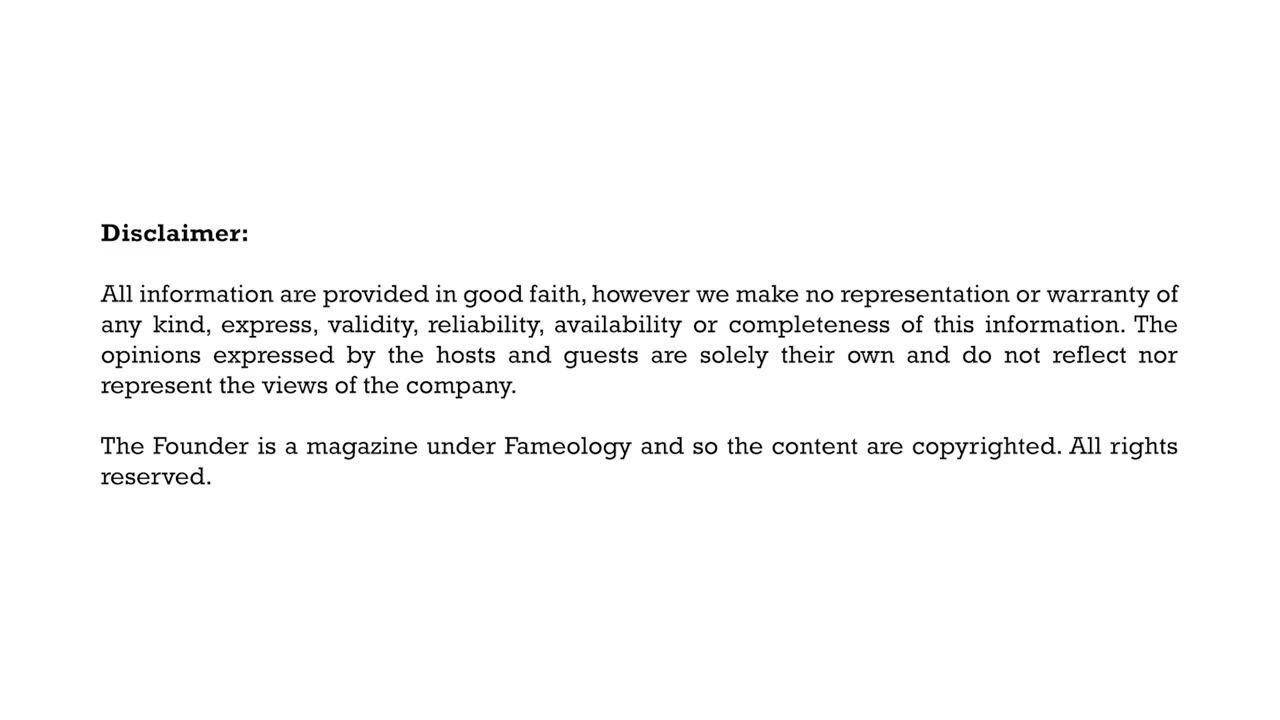 Disclaimer:
All information are provided in good faith, however we make no representation or warranty of
any kind, express, validity, reliability, availability or completeness of this information. The
opinions expressed by the hosts and guests are solely their own and do not reflect nor
represent the views of the company.
The Founder is a magazine under Fameology and so the content are copyrighted. All rights
reserved.